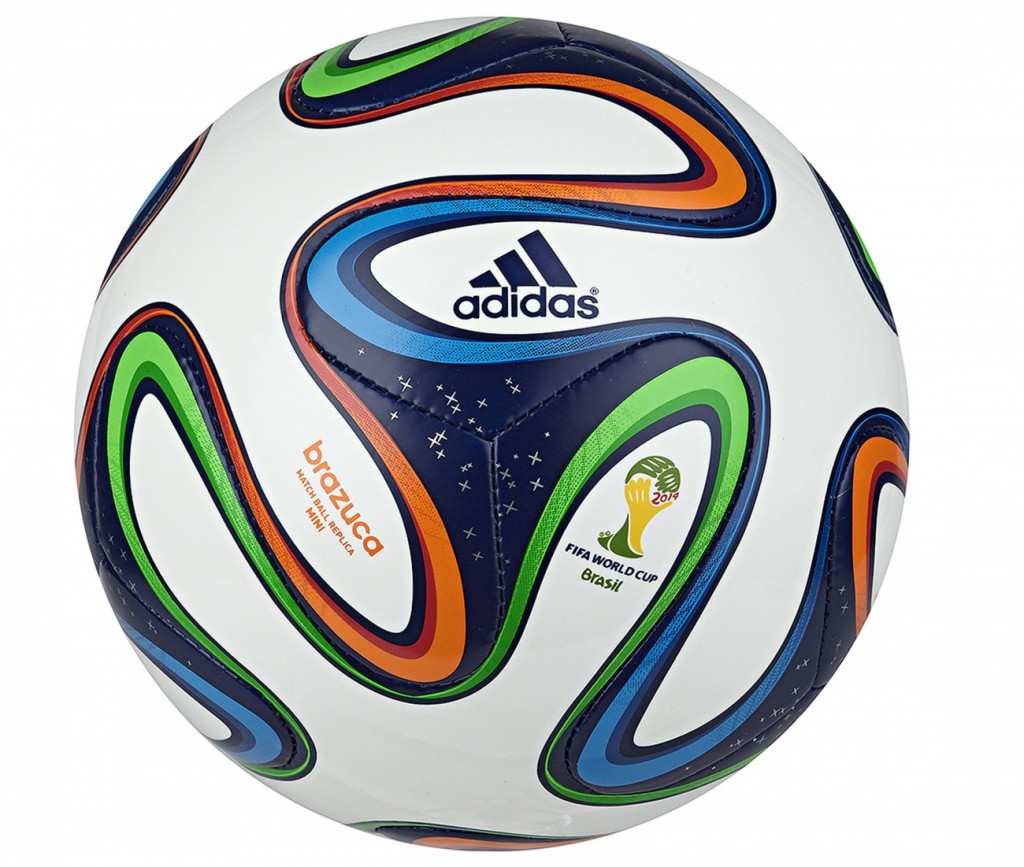 adidas®
brazuca
MATCH BALL REPLICA
MINI
2014
FIFA WORLD CUP
Brasil